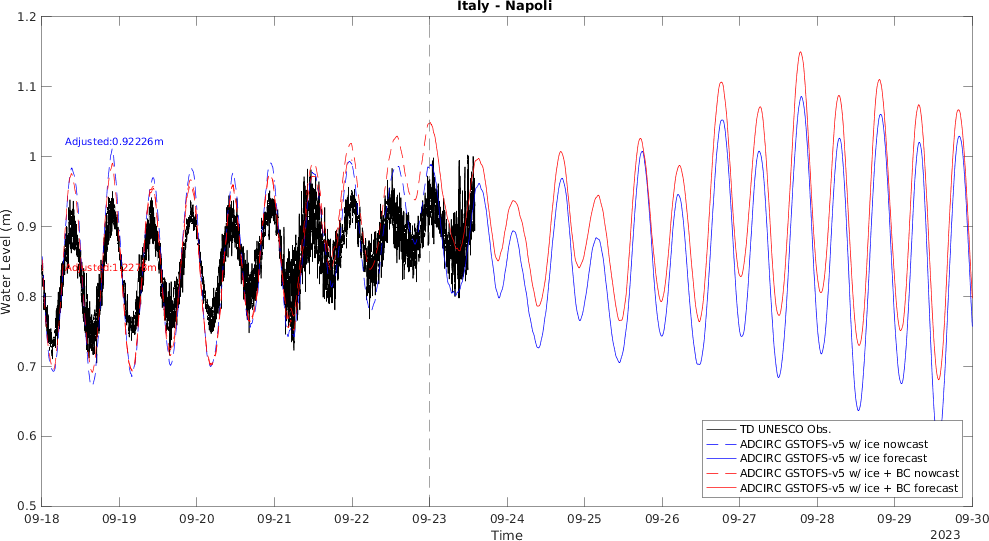 Italy - Napoli
1.2
1.1
1
0.9
0.8
0.7
0.6
0.5
Water Level (m)
Adjusted:0.92226m
TD UNESCO Obs.
ADCIRC GSTOFS-v5 w/ ice nowcast
ADCIRC GSTOFS-v5 w/ ice forecast
ADCIRC GSTOFS-v5 w/ ice + BC nowcast
ADCIRC GSTOFS-v5 w/ ice + BC forecast
09-18 09-19 09-20 09-21 09-22 09-23 09-24 09-25 09-26 09-27 09-28 09-29 09-30
Time
2023